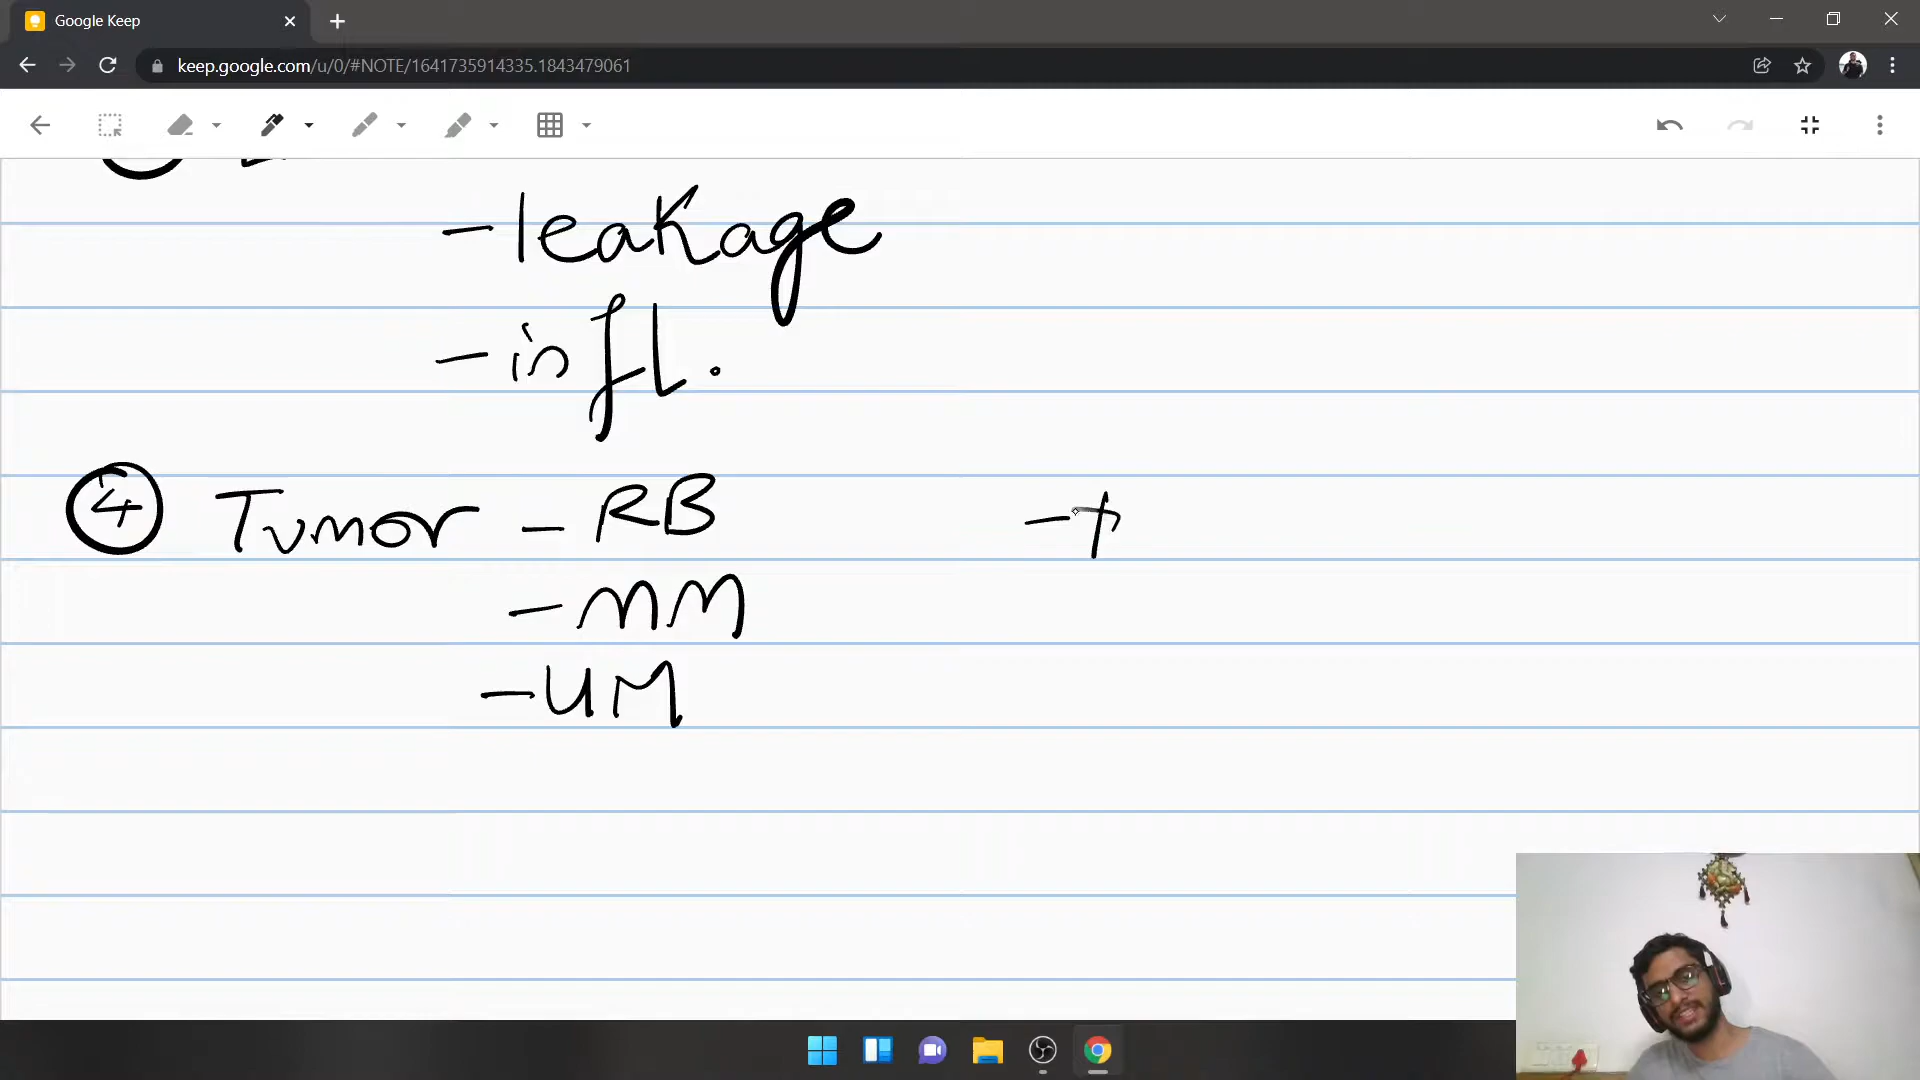 Google Keep
keep.google.com/u/0/#NOTE/1641735914335.1843479061
- leakage
- infl.
④ Tumor - RB
- MM
- UM